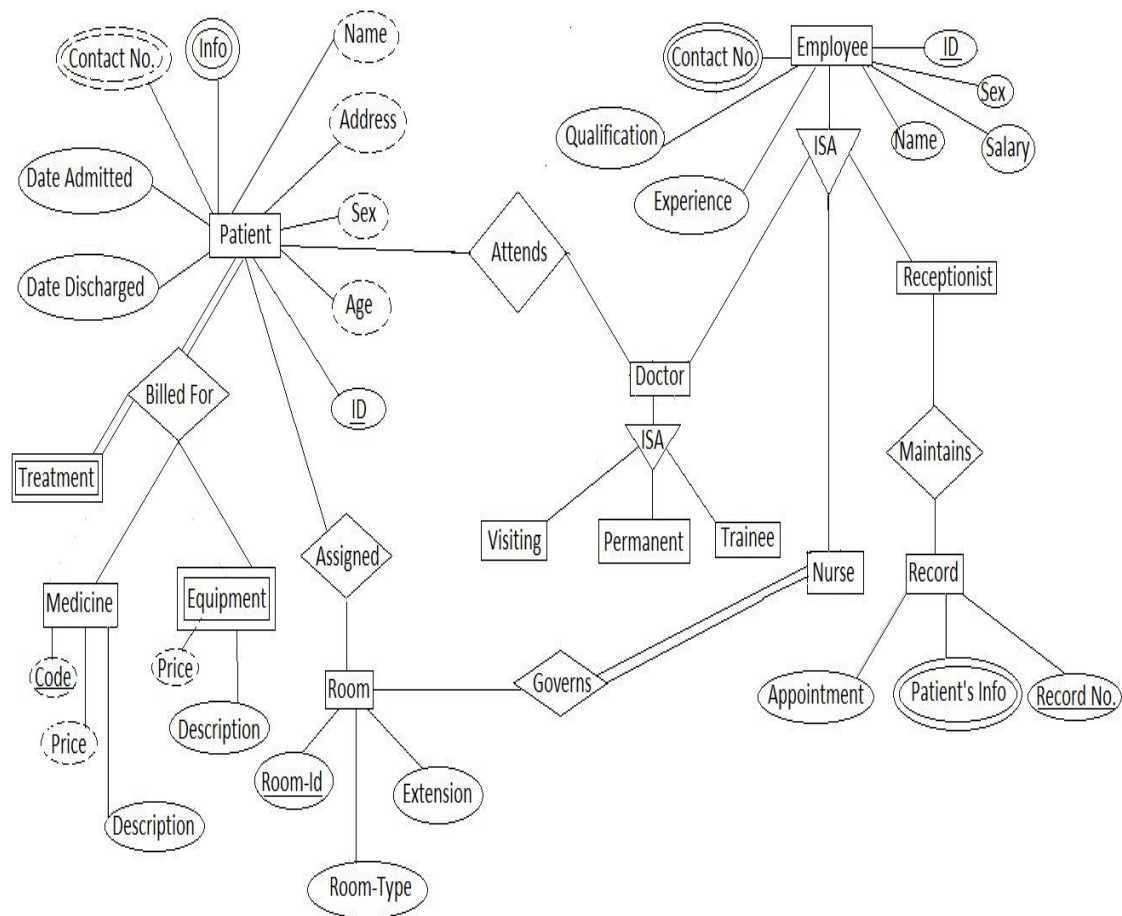 Info
Name
Employee
Contact No.
Contact No.
ID
Sex
Address
Qualification
ISA
Name
Salary
Date Admitted
Experience
Sex
Patient
Attends
Receptionist
Date Discharged
Age
Doctor
Billed For
ID
ISA
Maintains
Treatment
Visiting
Permanent
Trainee
Assigned
Nurse
Record
Medicine
Equipment
Price
Code
Room
Governs
Appointment
Patient's Info
Record No.
Description
Price
Room-Id
Extension
Description
Room-Type